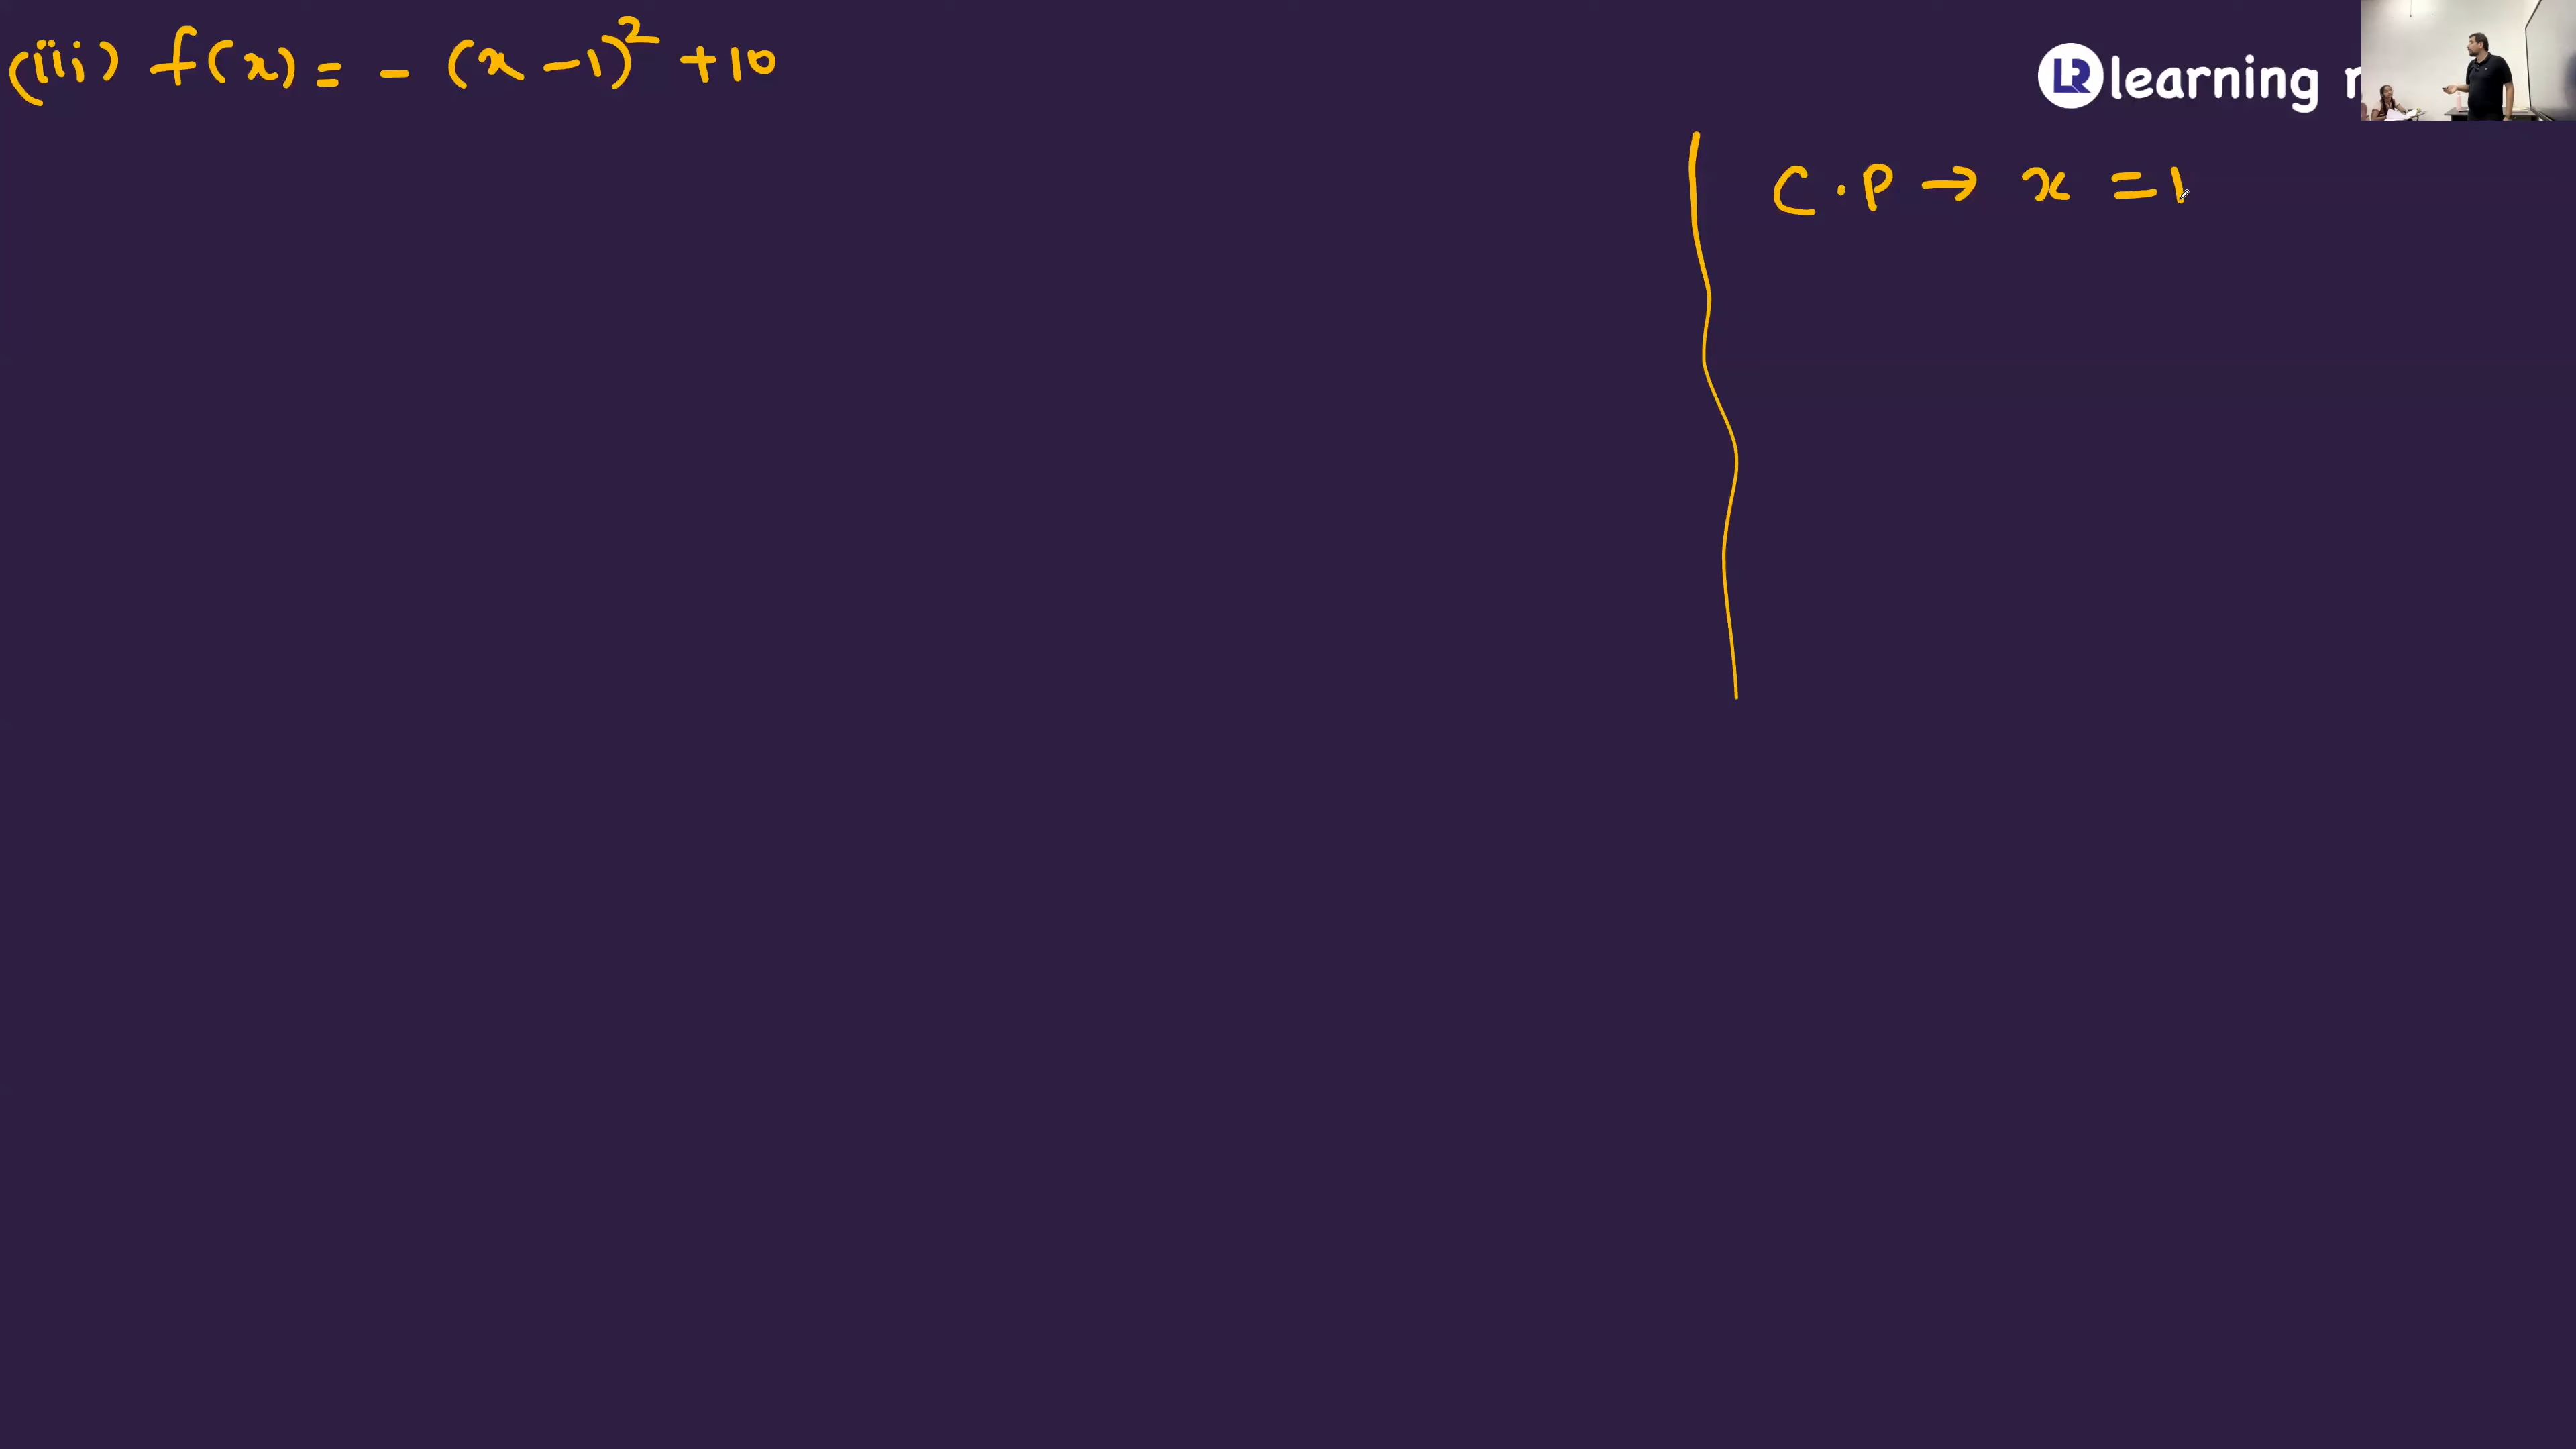 (iii) f(x) = - (x - 1)² + 10
learning
C.P → x = 1